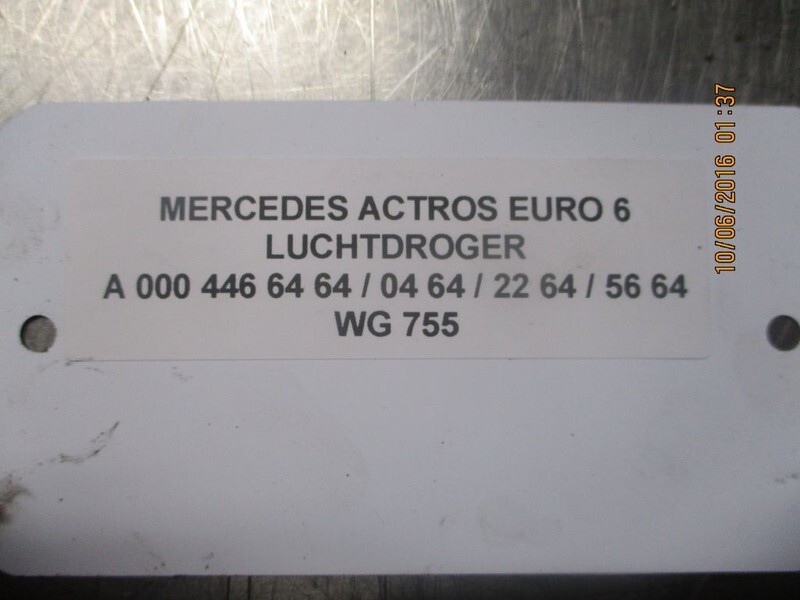 MERCEDES ACTROS EURO 6
LUCHTDROGER
A 000 446 64 64 / 04 64 / 22 64 / 56 64
WG 755
10/06/2016 01:37